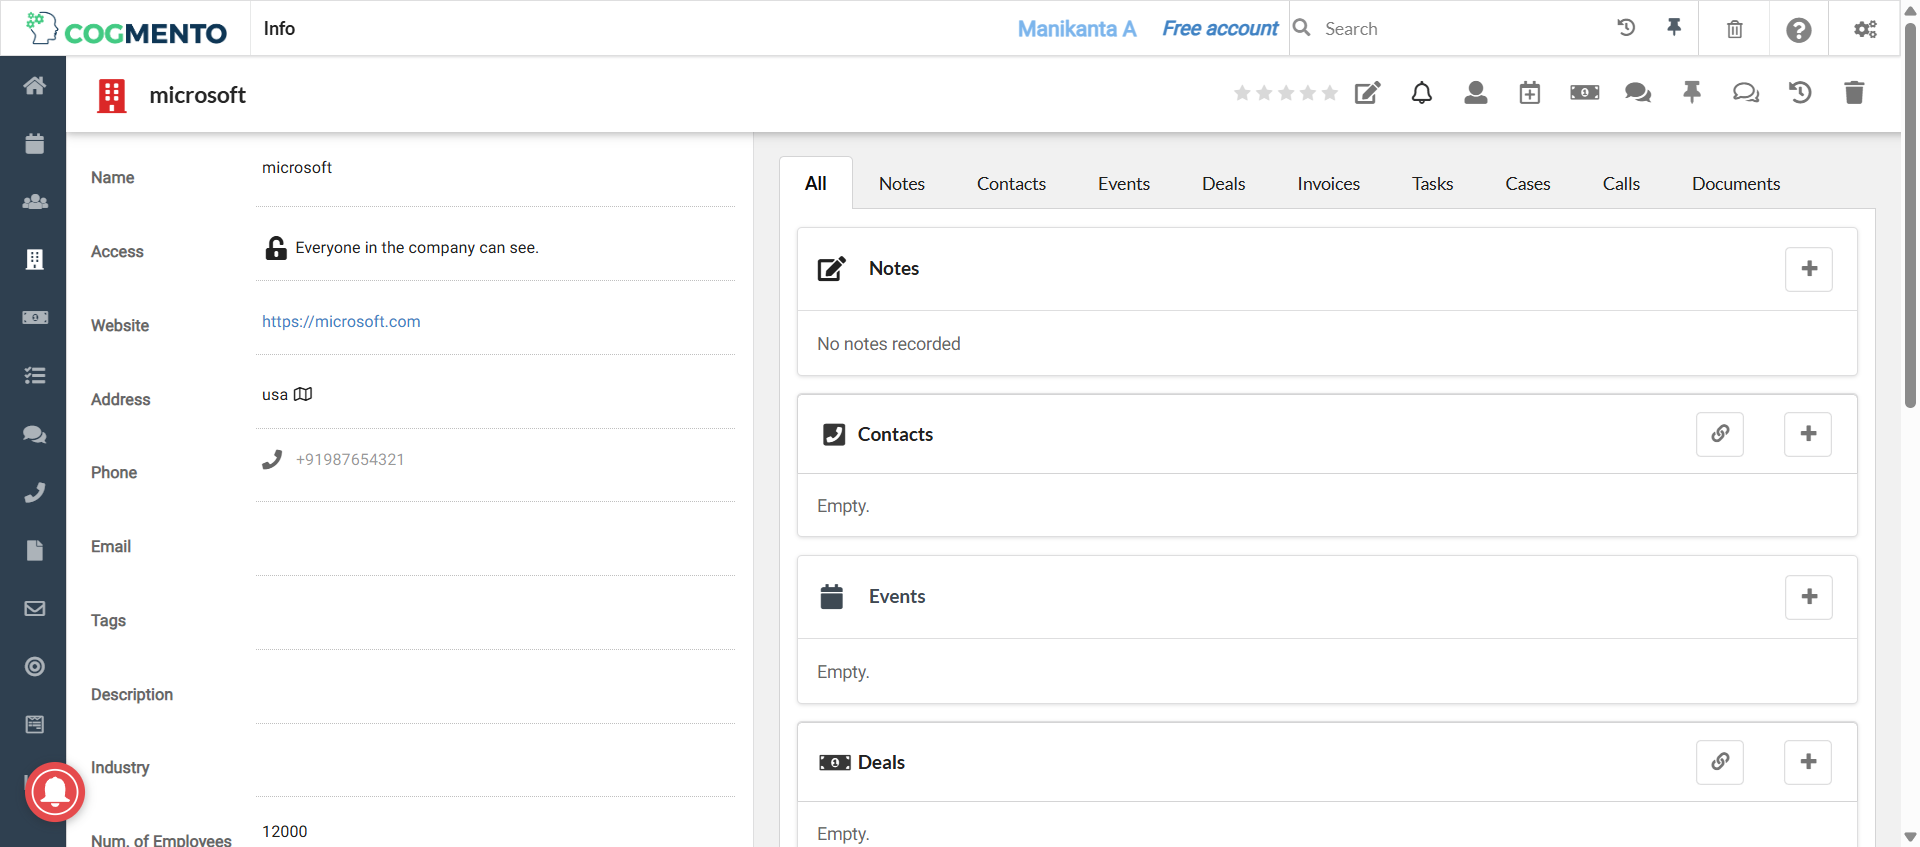 COGMENTO
Info
Manikanta A
Free account
Search
microsoft
Name
microsoft
Access
Everyone in the company can see.
Website
https://microsoft.com
Address
usa
Phone
+91987654321
Email
Tags
Description
Industry
Num. of Employees
12000
All
Notes
Contacts
Events
Deals
Invoices
Tasks
Cases
Calls
Documents
Notes
No notes recorded
Contacts
Empty.
Events
Empty.
Deals
Empty.